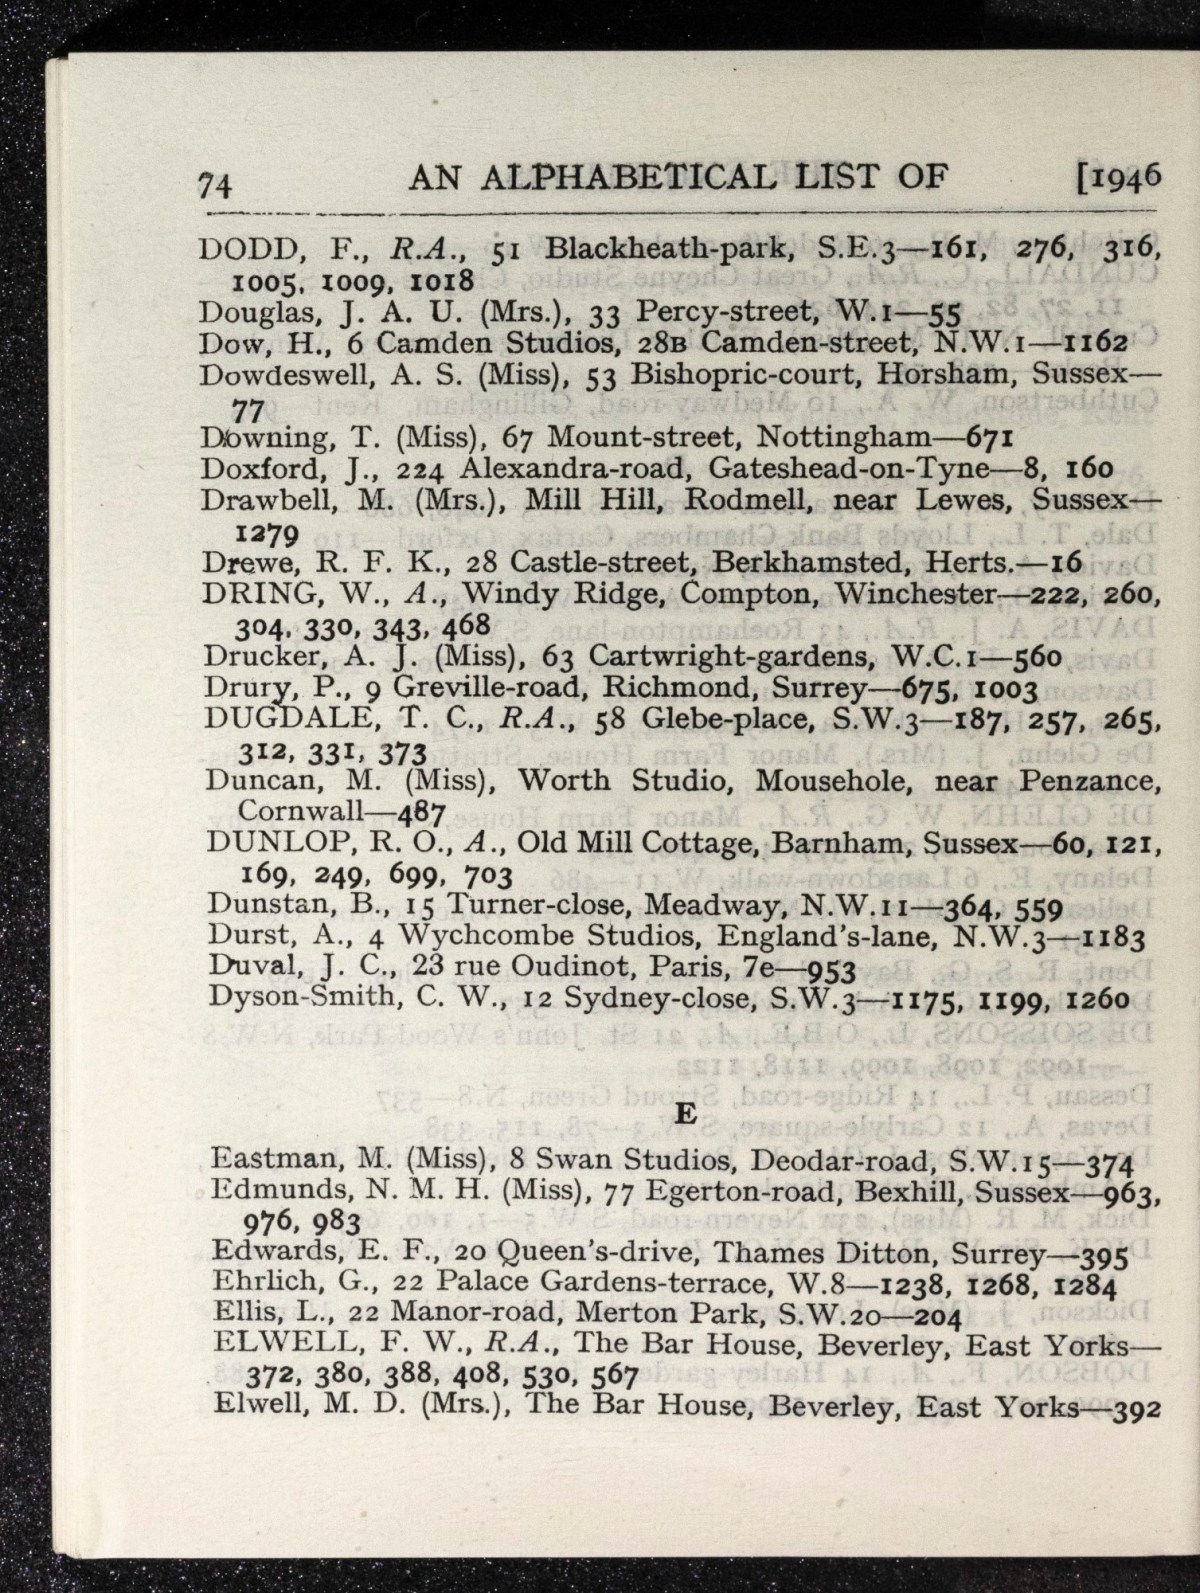 74 AN ALPHABETICAL LIST OF [1946
DODD, F., R.A., 51 Blackheath-park, S.E.3—161, 276, 316,
1005, 1009, 1018
Douglas, J. A. U. (Mrs.), 33 Percy-street, W.1—55
Dow, H., 6 Camden Studios, 28B Camden-street, N.W.1—1162
Dowdeswell, A. S. (Miss), 53 Bishopric-court, Horsham, Sussex—
77
Downing, T. (Miss), 67 Mount-street, Nottingham—671
Doxford, J., 224 Alexandra-road, Gateshead-on-Tyne—8, 160
Drawbell, M. (Mrs.), Mill Hill, Rodmell, near Lewes, Sussex—
1279
Drewe, R. F. K., 28 Castle-street, Berkhamsted, Herts.—16
DRING, W., A., Windy Ridge, Compton, Winchester—222, 260,
304, 330, 343, 468
Drucker, A. J. (Miss), 63 Cartwright-gardens, W.C.1—560
Drury, P., 9 Greville-road, Richmond, Surrey—675, 1003
DUGDALE, T. C., R.A., 58 Glebe-place, S.W.3—187, 257, 265,
312, 331, 373
Duncan, M. (Miss), Worth Studio, Mousehole, near Penzance,
Cornwall—487
DUNLOP, R. O., A., Old Mill Cottage, Barnham, Sussex—60, 121,
169, 249, 699, 703
Dunstan, B., 15 Turner-close, Meadway, N.W.11—364, 559
Durst, A., 4 Wychcombe Studios, England's-lane, N.W.3—1183
Duval, J. C., 23 rue Oudinot, Paris, 7e—953
Dyson-Smith, C. W., 12 Sydney-close, S.W.3—1175, 1199, 1260
E
Eastman, M. (Miss), 8 Swan Studios, Deodar-road, S.W.15—374
Edmunds, N. M. H. (Miss), 77 Egerton-road, Bexhill, Sussex—963,
976, 983
Edwards, E. F., 20 Queen's-drive, Thames Ditton, Surrey—395
Ehrlich, G., 22 Palace Gardens-terrace, W.8—1238, 1268, 1284
Ellis, L., 22 Manor-road, Merton Park, S.W.20—204
ELWELL, F. W., R.A., The Bar House, Beverley, East Yorks—
372, 380, 388, 408, 530, 567
Elwell, M. D. (Mrs.), The Bar House, Beverley, East Yorks—392